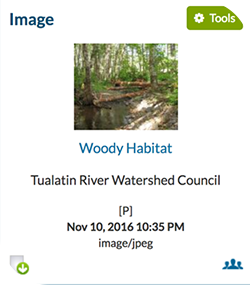 Image
Tools
Woody Habitat
Tualatin River Watershed Council
[P]
Nov 10, 2016 10:35 PM
image/jpeg